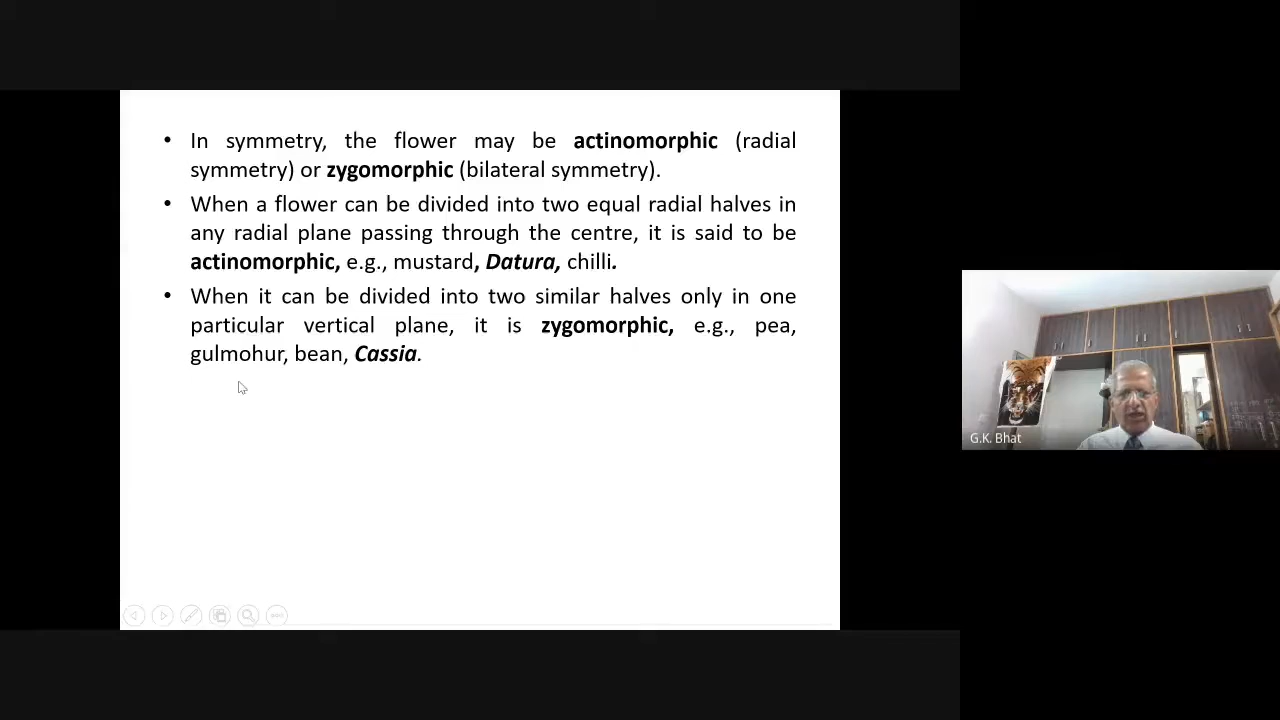 • In symmetry, the flower may be actinomorphic (radial
symmetry) or zygomorphic (bilateral symmetry).
• When a flower can be divided into two equal radial halves in
any radial plane passing through the centre, it is said to be
actinomorphic, e.g., mustard, Datura, chilli.
• When it can be divided into two similar halves only in one
particular vertical plane, it is zygomorphic, e.g., pea,
gulmohur, bean, Cassia.
G.K. Bhat